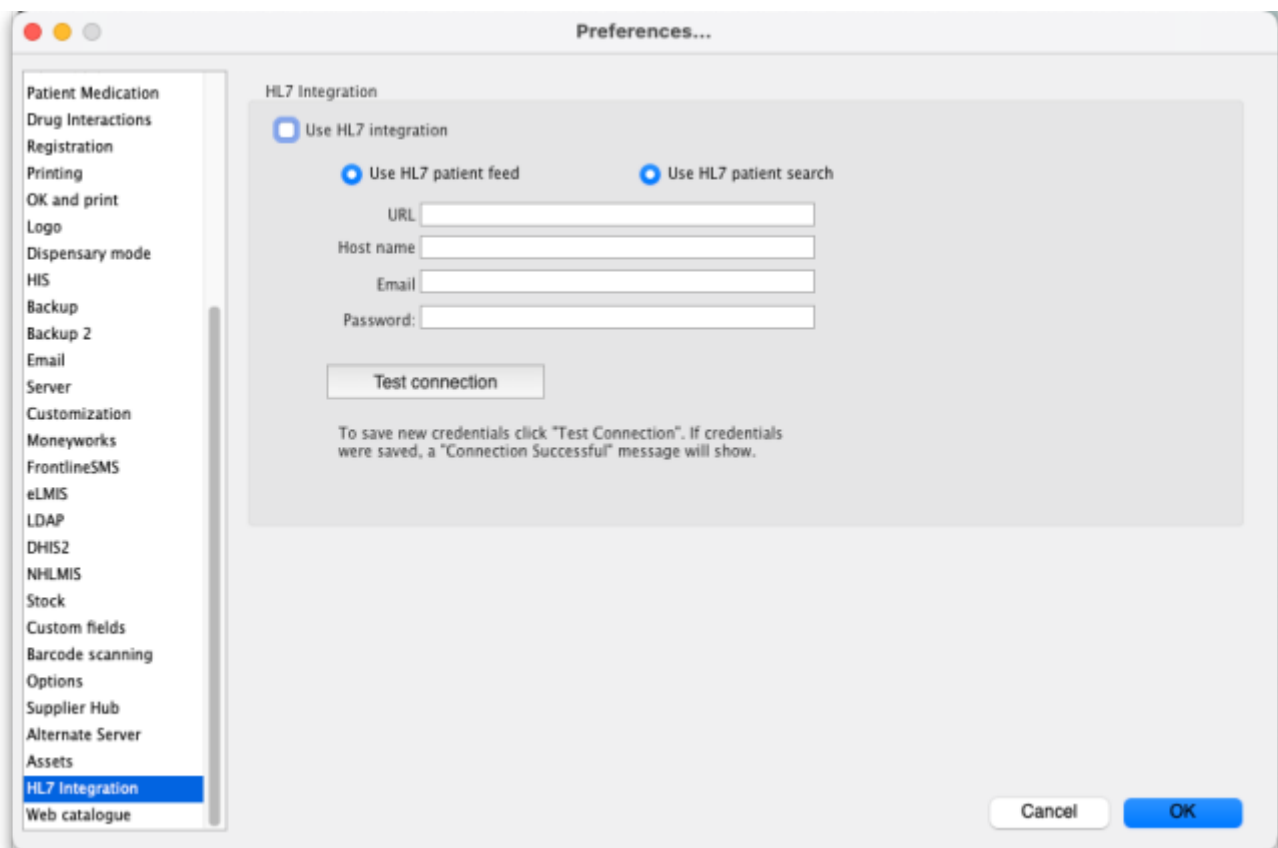 Preferences...
Patient Medication
Drug Interactions
Registration
Printing
OK and print
Logo
Dispensary mode
HIS
Backup
Backup 2
Email
Server
Customization
Moneyworks
FrontlineSMS
eLMIS
LDAP
DHIS2
NHLMIS
Stock
Custom fields
Barcode scanning
Options
Supplier Hub
Alternate Server
Assets
HL7 Integration
Web catalogue
HL7 Integration
Use HL7 integration
Use HL7 patient feed Use HL7 patient search
URL
Host name
Email
Password:
Test connection
To save new credentials click "Test Connection". If credentials
were saved, a "Connection Successful" message will show.
Cancel OK